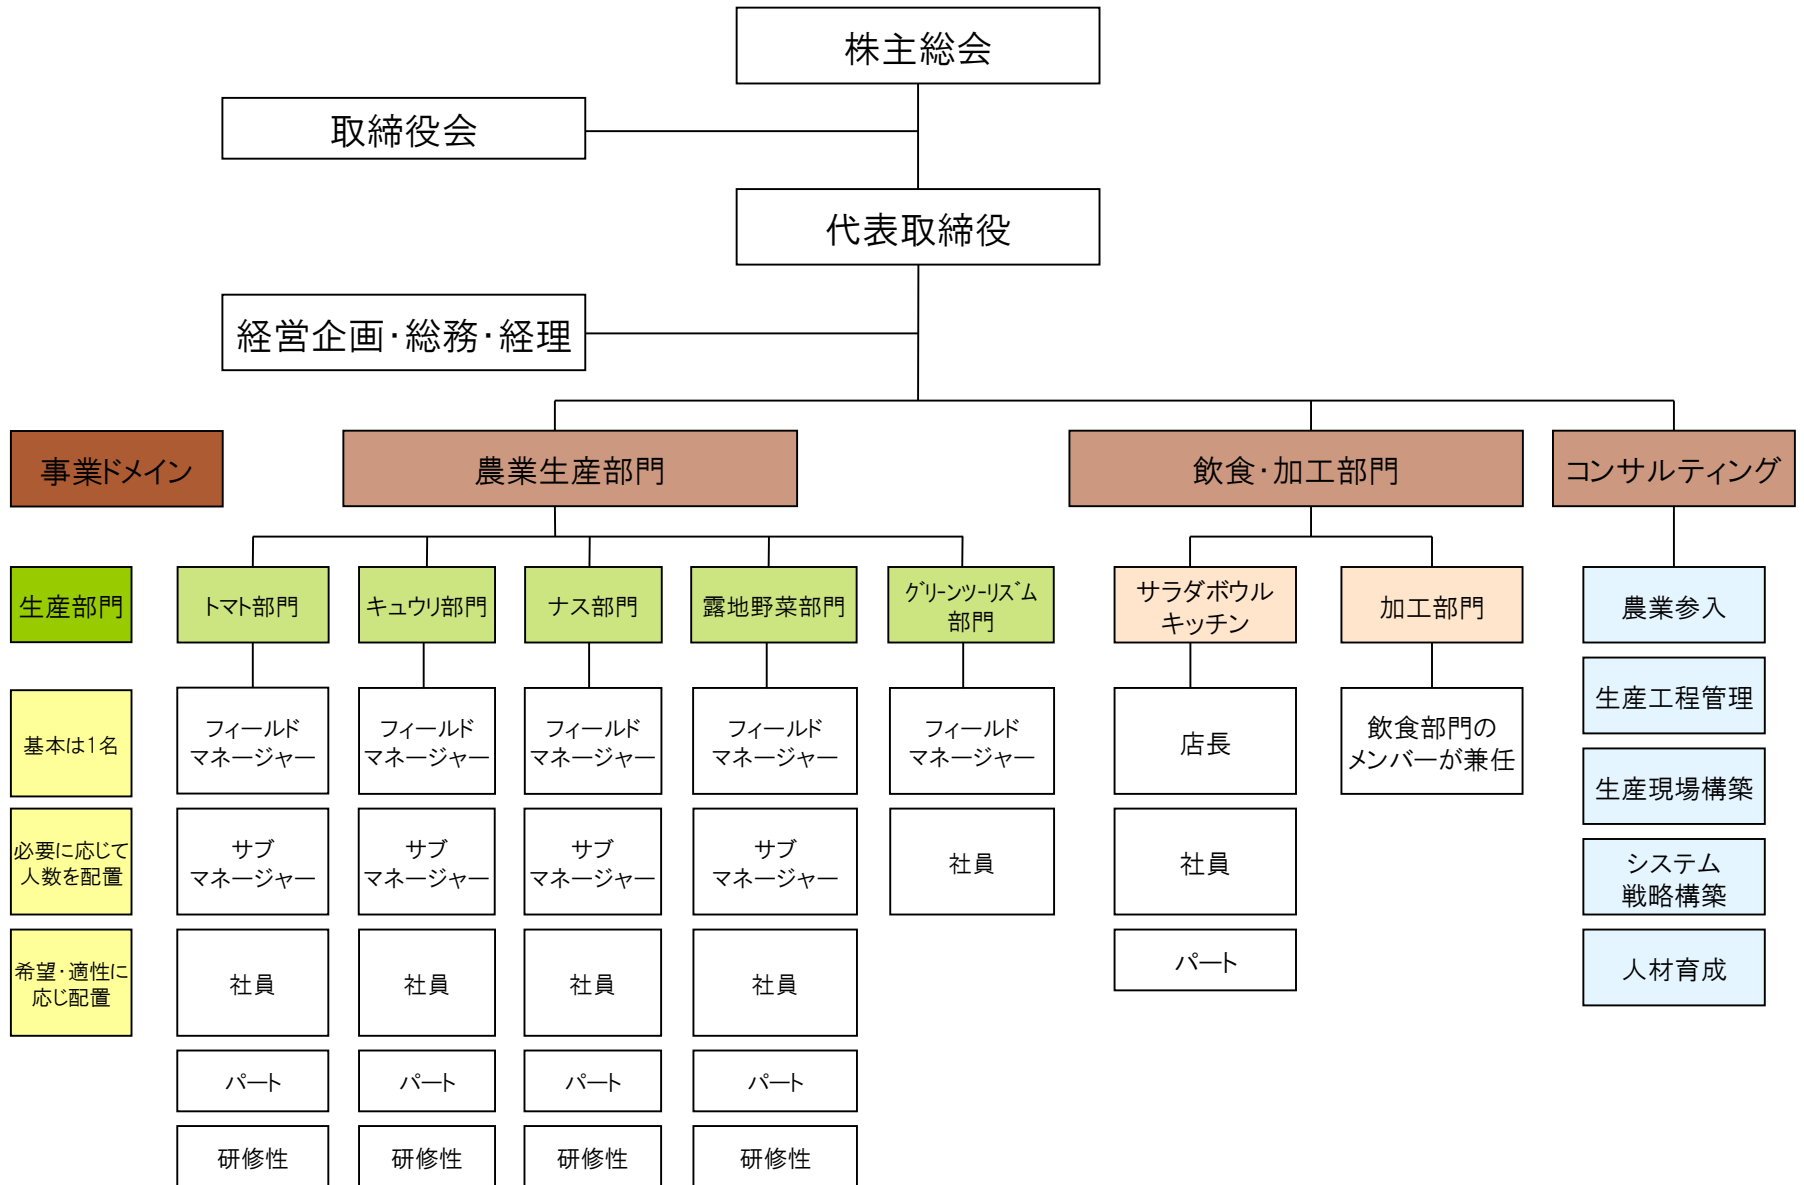 株主総会
取締役会
代表取締役
経営企画・総務・経理
事業ドメイン
農業生産部門
飲食・加工部門
コンサルティング
生産部門
トマト部門
キュウリ部門
ナス部門
露地野菜部門
グリーンツーリズム
部門
サラダボウル
キッチン
加工部門
農業参入
生産工程管理
基本は1名
フィールド
マネージャー
フィールド
マネージャー
フィールド
マネージャー
フィールド
マネージャー
フィールド
マネージャー
店長
飲食部門の
メンバーが兼任
生産現場構築
必要に応じて
人数を配置
サブ
マネージャー
サブ
マネージャー
サブ
マネージャー
サブ
マネージャー
社員
社員
システム
戦略構築
希望・適性に
応じ配置
社員
社員
社員
社員
パート
人材育成
パート
パート
パート
パート
研修性
研修性
研修性
研修性